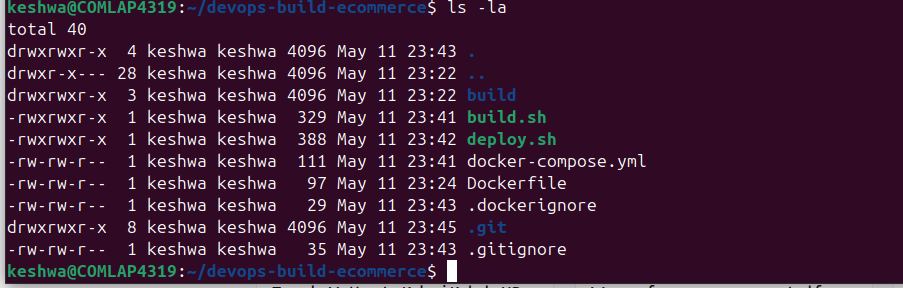 keshwa@COMLAP4319:~/devops-build-ecommerce$ ls -la
total 40
drwxrwxr-x  4 keshwa keshwa 4096 May 11 23:43 .
drwxr-x--- 28 keshwa keshwa 4096 May 11 23:22 ..
drwxrwxr-x  3 keshwa keshwa 4096 May 11 23:22 build
-rwxrwxr-x  1 keshwa keshwa  329 May 11 23:41 build.sh
-rwxrwxr-x  1 keshwa keshwa  388 May 11 23:42 deploy.sh
-rw-rw-r--  1 keshwa keshwa  111 May 11 23:41 docker-compose.yml
-rw-rw-r--  1 keshwa keshwa   97 May 11 23:24 Dockerfile
-rw-rw-r--  1 keshwa keshwa   29 May 11 23:43 .dockerignore
drwxrwxr-x  8 keshwa keshwa 4096 May 11 23:45 .git
-rw-rw-r--  1 keshwa keshwa   35 May 11 23:43 .gitignore
keshwa@COMLAP4319:~/devops-build-ecommerce$